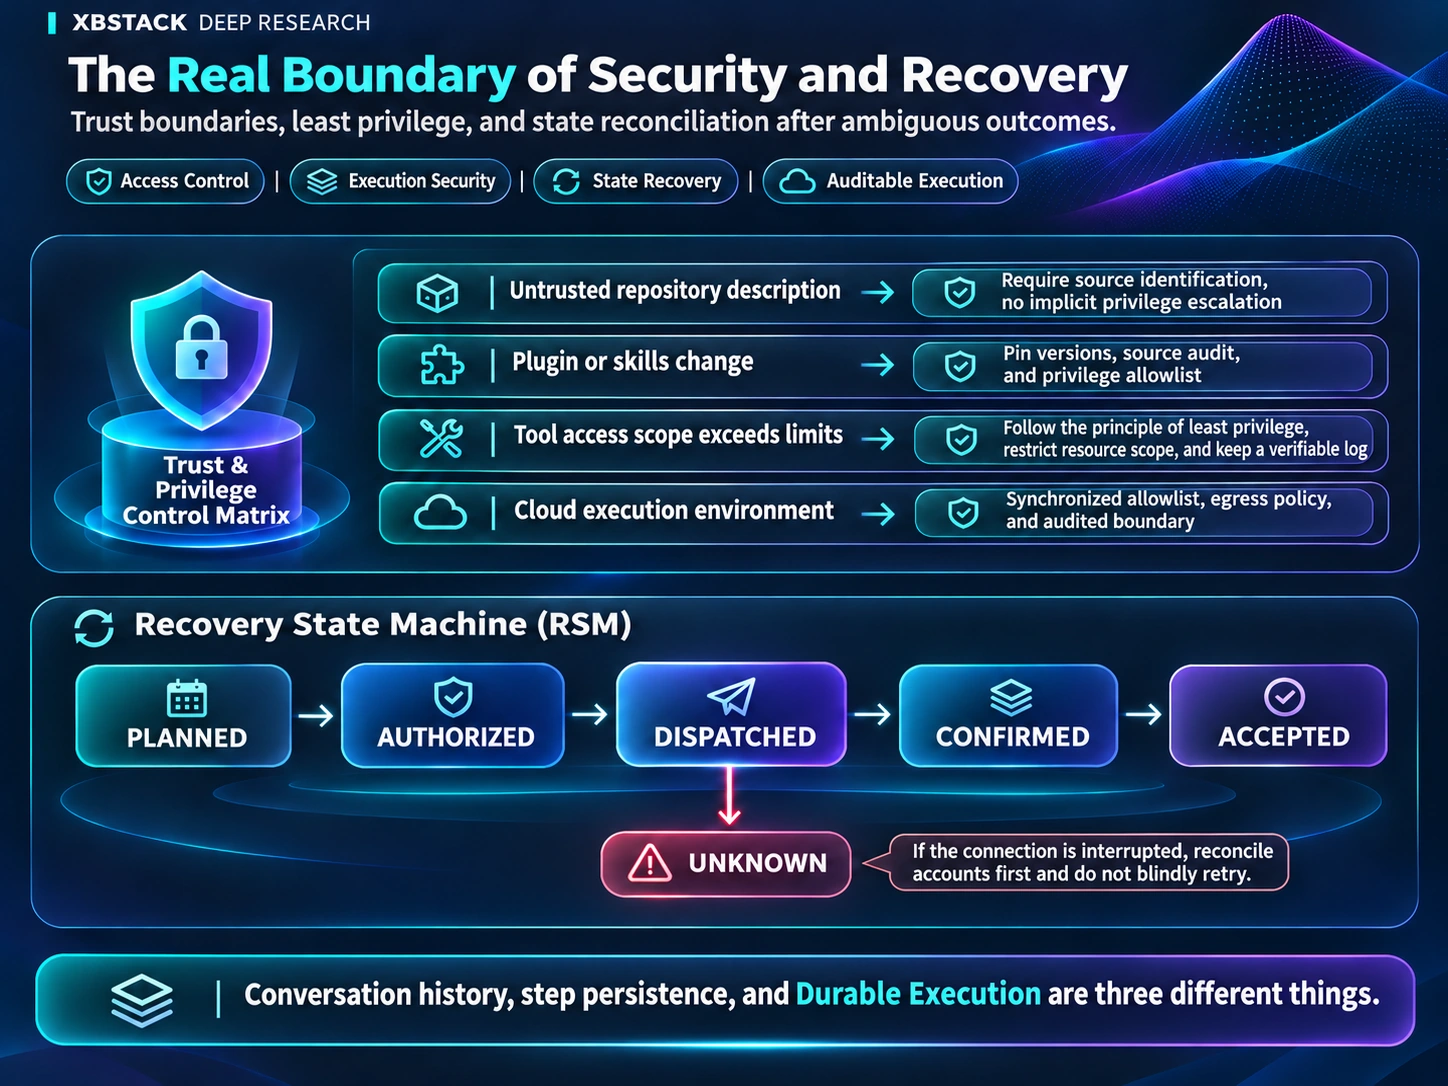 XBSTACK DEEP RESEARCH
The Real Boundary of Security and Recovery
Trust boundaries, least privilege, and state reconciliation after ambiguous outcomes.
Access Control | Execution Security | State Recovery | Auditable Execution
Trust &
Privilege
Control Matrix
Untrusted repository description
Require source identification,
no implicit privilege escalation
Plugin or skills change
Pin versions, source audit,
and privilege allowlist
Tool access scope exceeds limits
Follow the principle of least privilege,
restrict resource scope, and keep a verifiable log
Cloud execution environment
Synchronized allowlist, egress policy,
and audited boundary
Recovery State Machine (RSM)
PLANNED
AUTHORIZED
DISPATCHED
CONFIRMED
ACCEPTED
UNKNOWN
If the connection is interrupted, reconcile
accounts first and do not blindly retry.
Conversation history, step persistence, and Durable Execution are three different things.